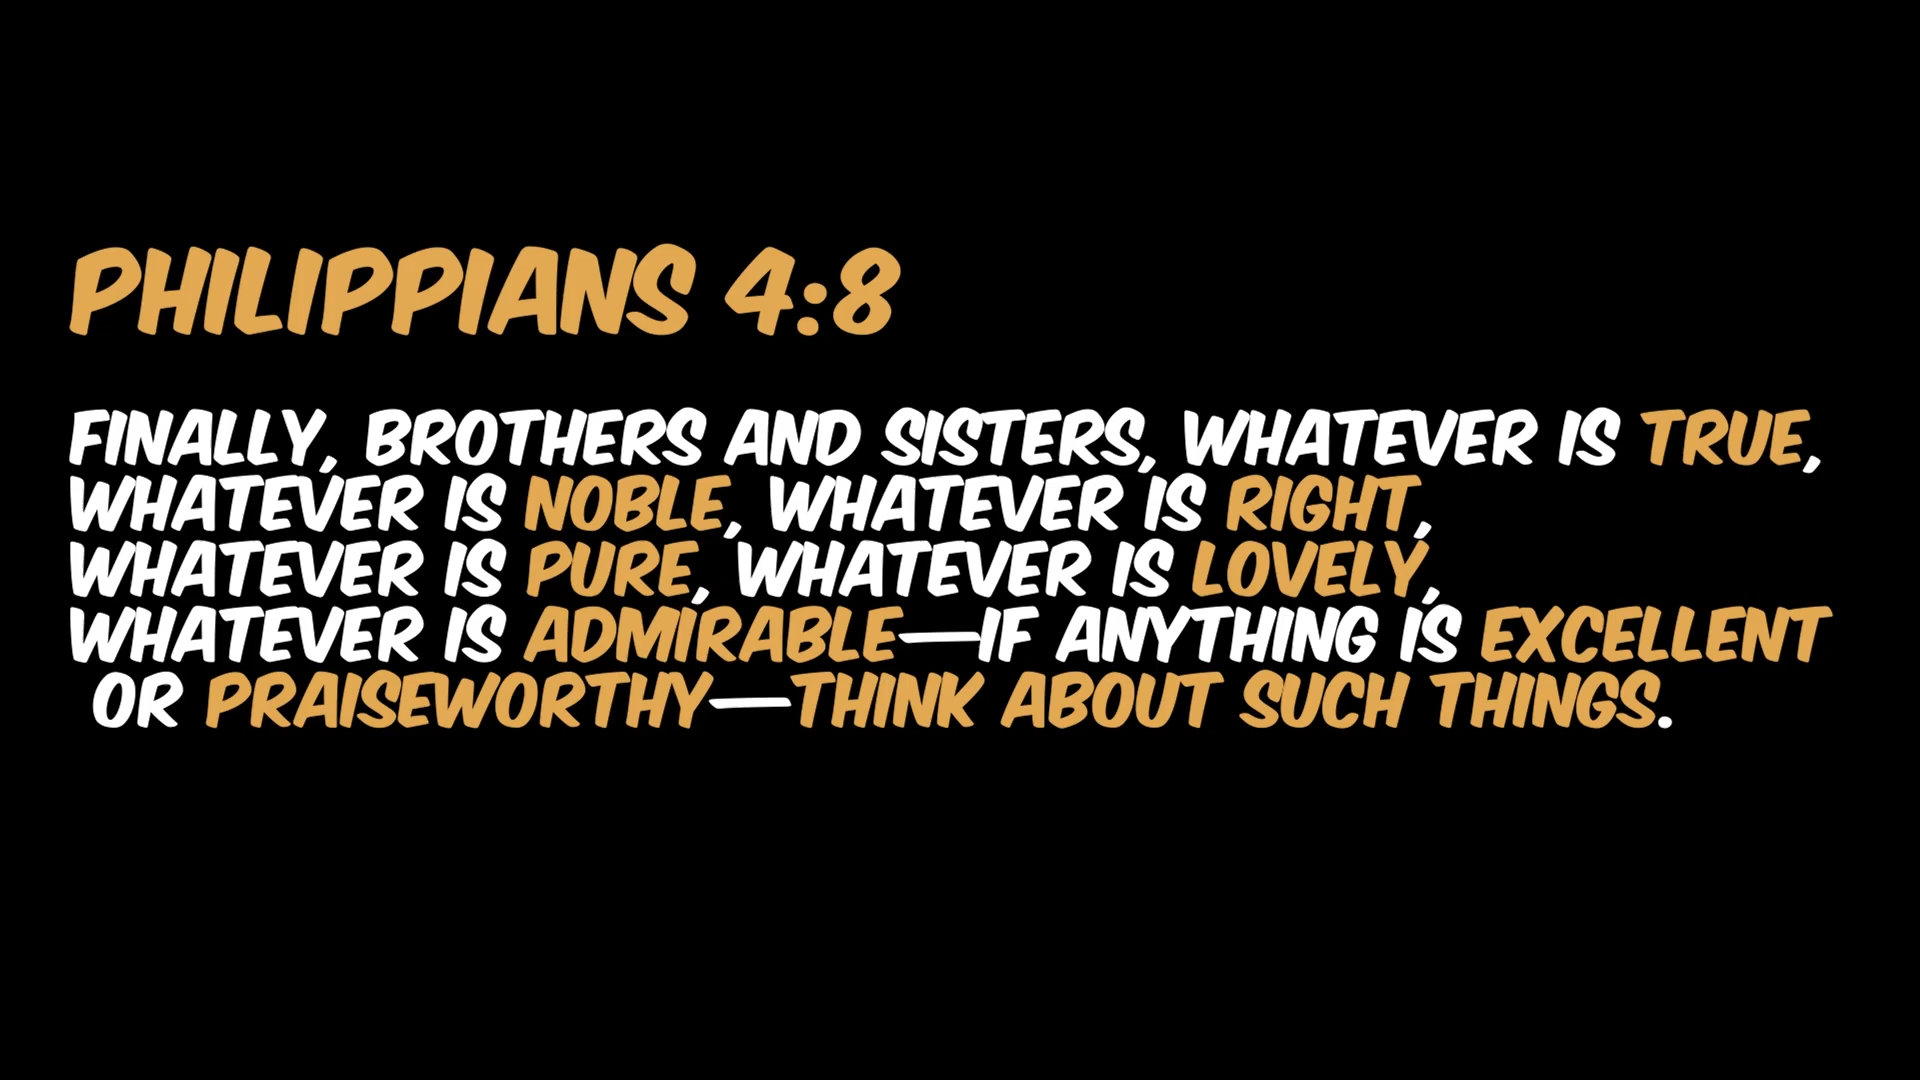 PHILIPPIANS 4:8
FINALLY, BROTHERS AND SISTERS, WHATEVER IS TRUE,
WHATEVER IS NOBLE, WHATEVER IS RIGHT,
WHATEVER IS PURE, WHATEVER IS LOVELY,
WHATEVER IS ADMIRABLE—IF ANYTHING IS EXCELLENT
OR PRAISEWORTHY—THINK ABOUT SUCH THINGS.